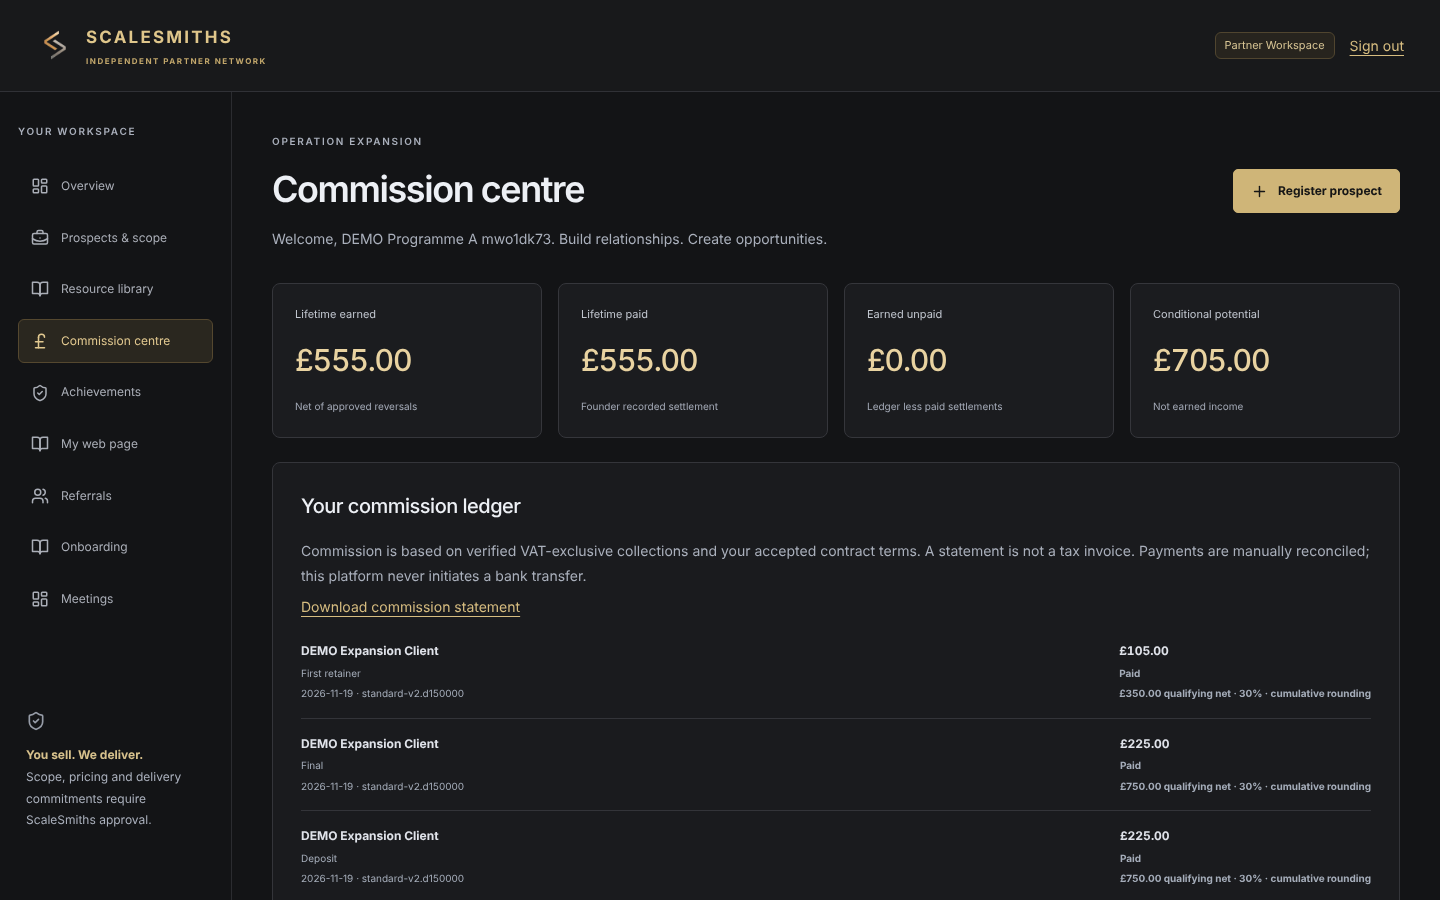 SCALESMITHS
INDEPENDENT PARTNER NETWORK
Partner Workspace
Sign out
YOUR WORKSPACE
Overview
Prospects & scope
Resource library
Commission centre
Achievements
My web page
Referrals
Onboarding
Meetings
You sell. We deliver.
Scope, pricing and delivery
commitments require
ScaleSmiths approval.
OPERATION EXPANSION
Commission centre
Register prospect
Welcome, DEMO Programme A mwo1dk73. Build relationships. Create opportunities.
Lifetime earned
£555.00
Net of approved reversals
Lifetime paid
£555.00
Founder recorded settlement
Earned unpaid
£0.00
Ledger less paid settlements
Conditional potential
£705.00
Not earned income
Your commission ledger
Commission is based on verified VAT-exclusive collections and your accepted contract terms. A statement is not a tax invoice. Payments are manually reconciled;
this platform never initiates a bank transfer.
Download commission statement
DEMO Expansion Client
First retainer
2026-11-19 · standard-v2.d150000
£105.00
Paid
£350.00 qualifying net · 30% · cumulative rounding
DEMO Expansion Client
Final
2026-11-19 · standard-v2.d150000
£225.00
Paid
£750.00 qualifying net · 30% · cumulative rounding
DEMO Expansion Client
Deposit
2026-11-19 · standard-v2.d150000
£225.00
Paid
£750.00 qualifying net · 30% · cumulative rounding